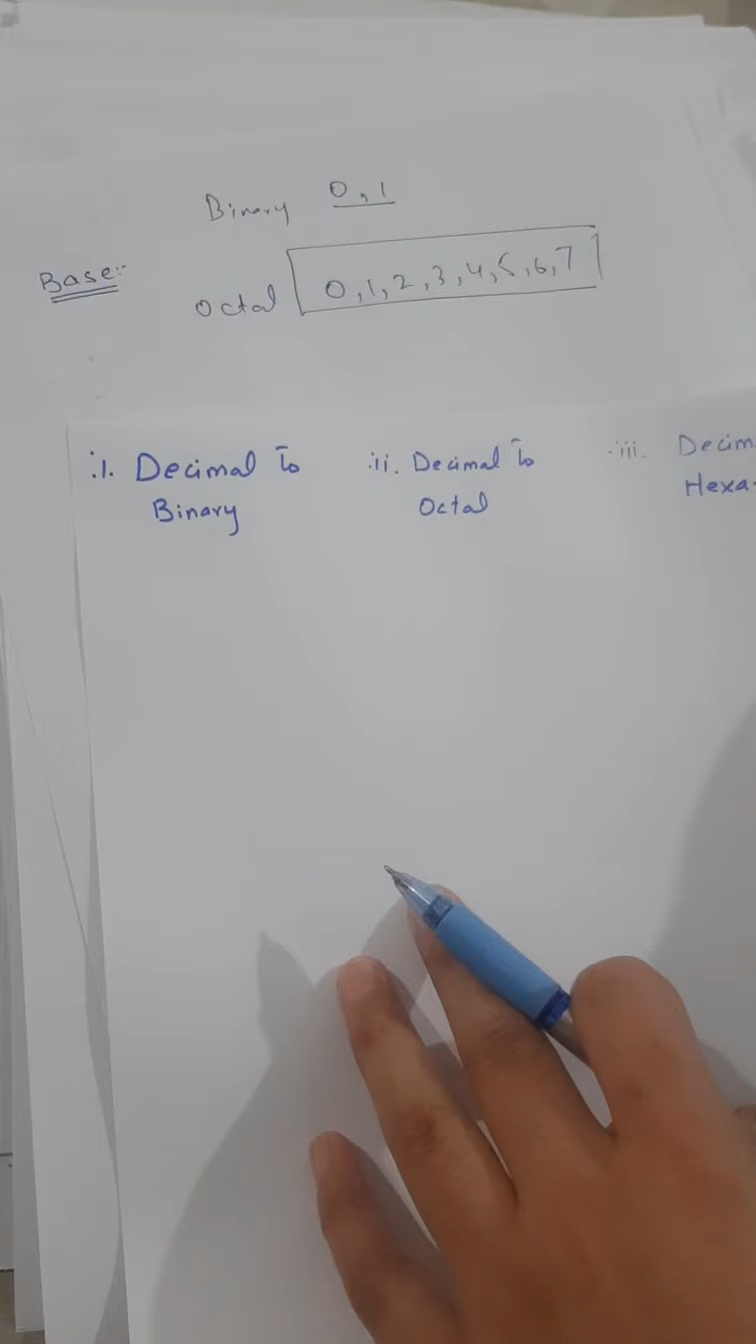 Binary 0, 1
Base:-
Octal 0, 1, 2, 3, 4, 5, 6, 7
:i. Decimal To
Binary
:ii. Decimal To
Octal
:iii. Decim
Hexa-